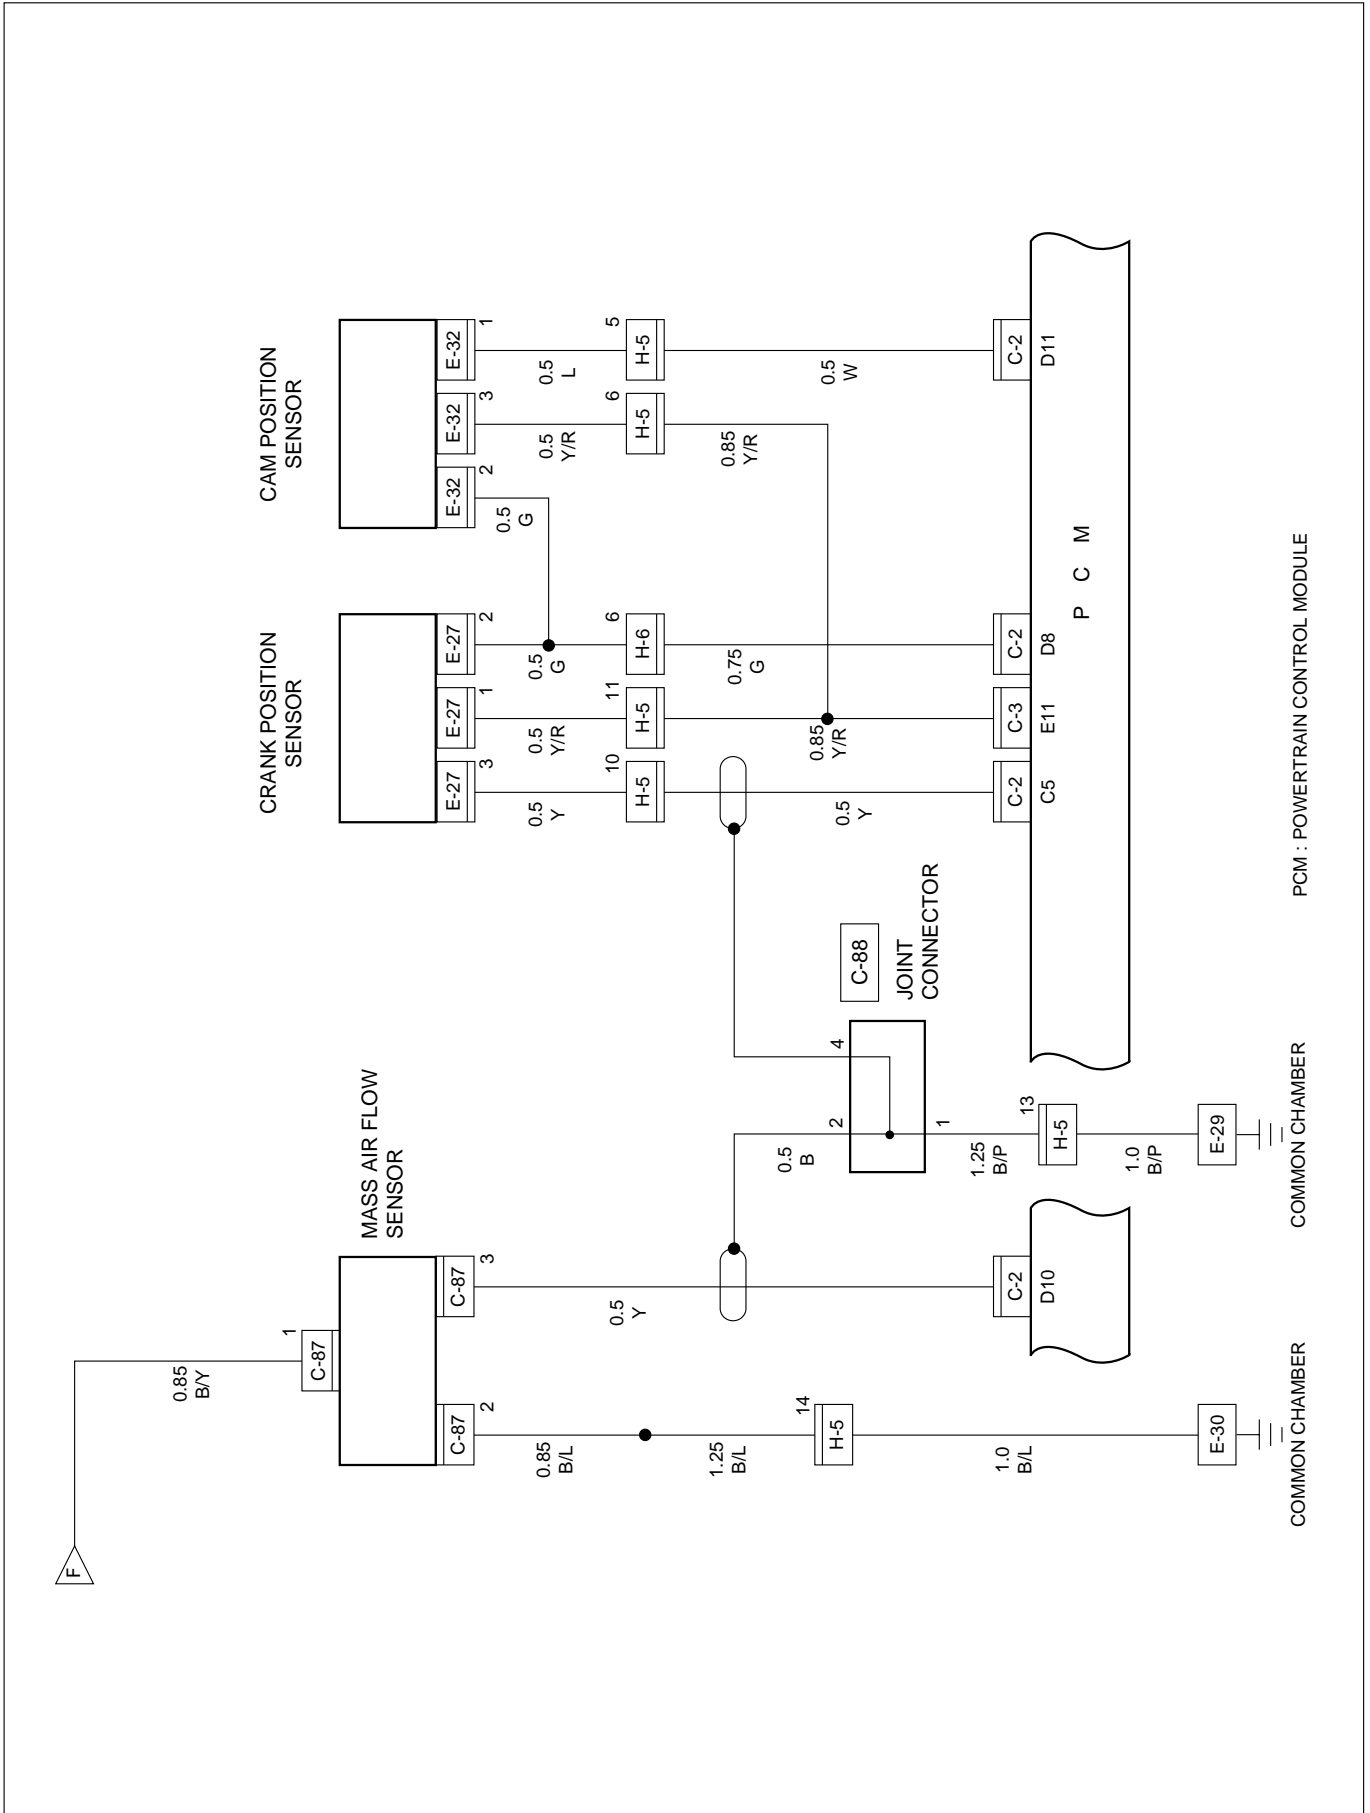 F
0.85
B/Y
MASS AIR FLOW
SENSOR
CRANK POSITION
SENSOR
CAM POSITION
SENSOR
1
C-87
C-87
2
C-87
3
E-27
3
E-27
1
E-27
2
E-32
2
E-32
3
E-32
1
0.85
B/L
1.25
B/L
0.5
Y
0.5
Y
0.5
Y/R
0.5
G
0.5
G
0.5
Y/R
0.5
L
10
H-5
11
H-5
6
H-6
6
H-5
5
H-5
14
H-5
1.0
B/L
0.5
B
2
4
1
C-88
JOINT
CONNECTOR
0.5
Y
0.85
Y/R
0.75
G
0.85
Y/R
0.5
W
1.25
B/P
13
H-5
1.0
B/P
C-2
D10
C-2
C5
C-3
E11
C-2
D8
C-2
D11
P C M
E-30
E-29
COMMON CHAMBER
COMMON CHAMBER
PCM : POWERTRAIN CONTROL MODULE